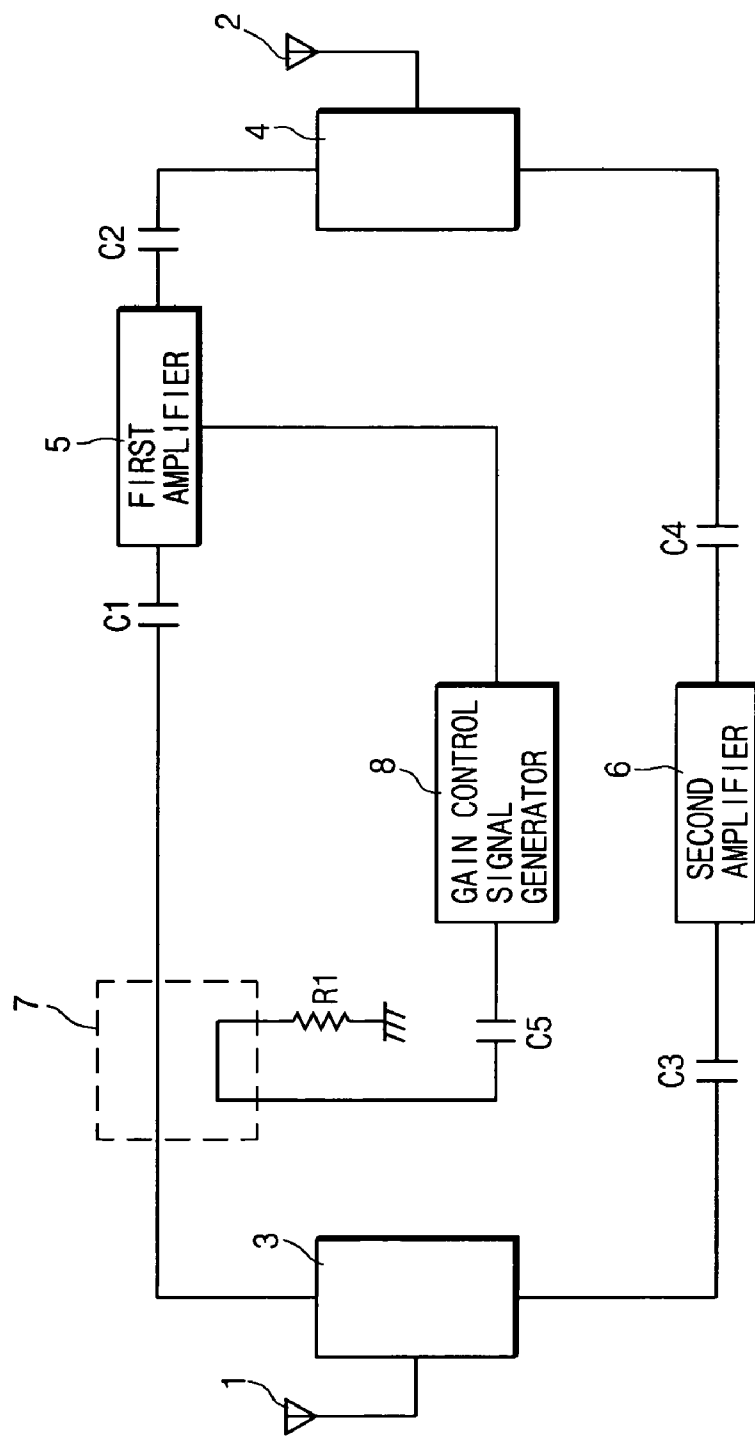 1
2
3
4
7
R1
C1
5
FIRST
AMPLIFIER
C2
C5
8
GAIN CONTROL
SIGNAL
GENERATOR
C3
6
SECOND
AMPLIFIER
C4